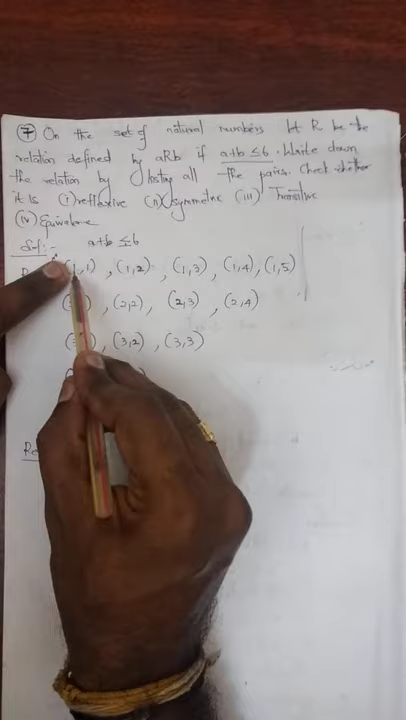 7 On the set of natural numbers let R be the
relation defined by aRb if a+b ≤ 6. Write down
the relation by listing all the pairs. Check whether
it is (i) reflexive (ii) symmetric (iii) Transitive
(iv) Equivalence
Sol:- a+b ≤ 6
(1,1), (1,2), (1,3), (1,4), (1,5)
, (2,2), (2,3), (2,4)
, (3,2), (3,3)
Re